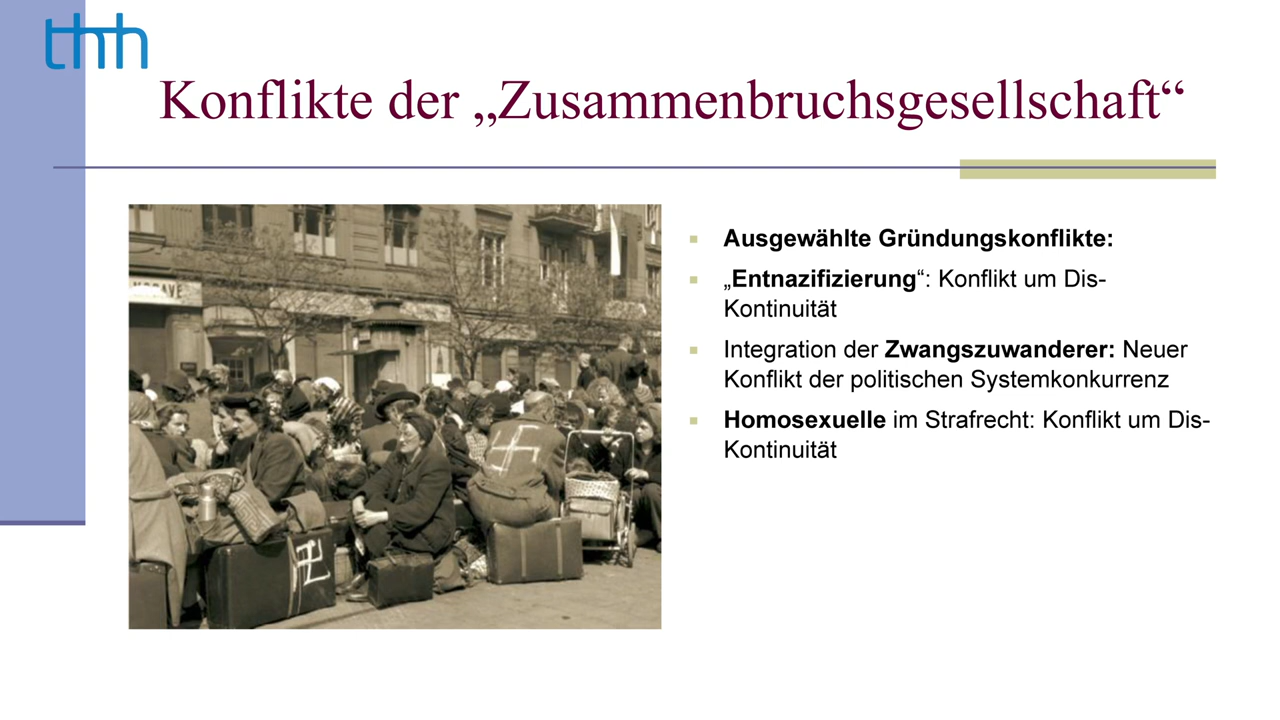 thh
Konflikte der „Zusammenbruchsgesellschaft“
Ausgewählte Gründungskonflikte:
„Entnazifizierung“: Konflikt um Dis-
Kontinuität
Integration der Zwangszuwanderer: Neuer
Konflikt der politischen Systemkonkurrenz
Homosexuelle im Strafrecht: Konflikt um Dis-
Kontinuität